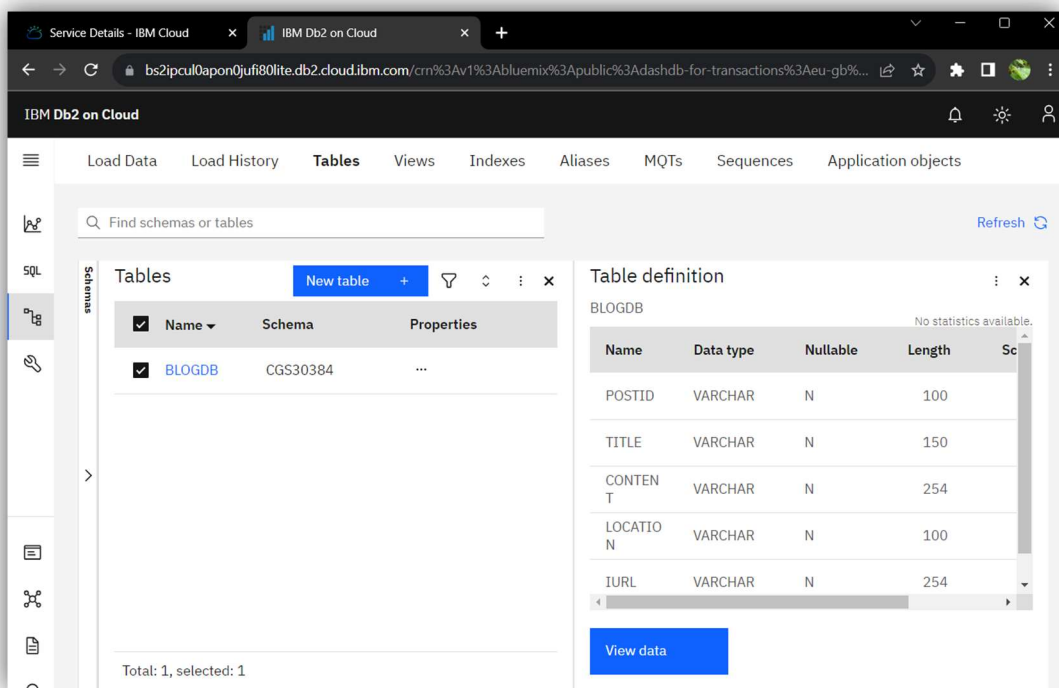 Service Details - IBM Cloud
IBM Db2 on Cloud
bs2ipcul0apon0jufi80lite.db2.cloud.ibm.com/crn%3Av1%3Abluemix%3Apublic%3Adashdb-for-transactions%3Aeu-gb%...
IBM Db2 on Cloud
Load Data Load History Tables Views Indexes Aliases MQTs Sequences Application objects
Find schemas or tables
Refresh
SQL
Schemas
Tables
New table +
Name Schema Properties
BLOGDB CGS30384 ...
Total: 1, selected: 1
Table definition
BLOGDB
No statistics available.
Name Data type Nullable Length Sc
POSTID VARCHAR N 100
TITLE VARCHAR N 150
CONTEN
T VARCHAR N 254
LOCATIO
N VARCHAR N 100
IURL VARCHAR N 254
View data